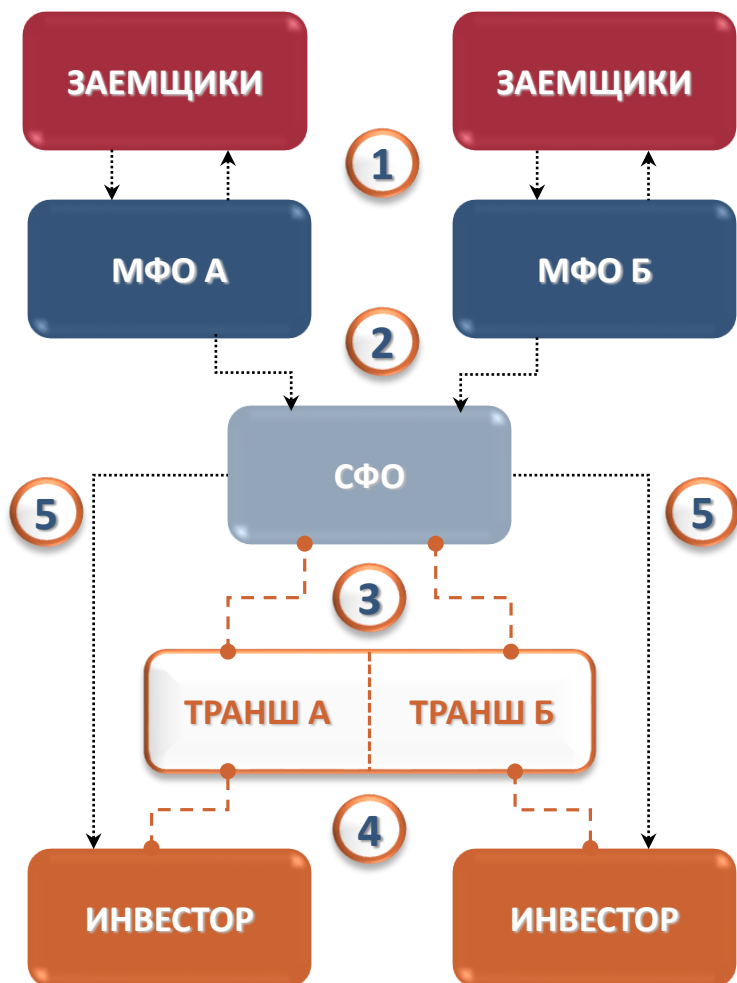 ЗАЕМЩИКИ
ЗАЕМЩИКИ
1
МФО А
МФО Б
2
СФО
5
5
3
ТРАНШ А
ТРАНШ Б
4
ИНВЕСТОР
ИНВЕСТОР